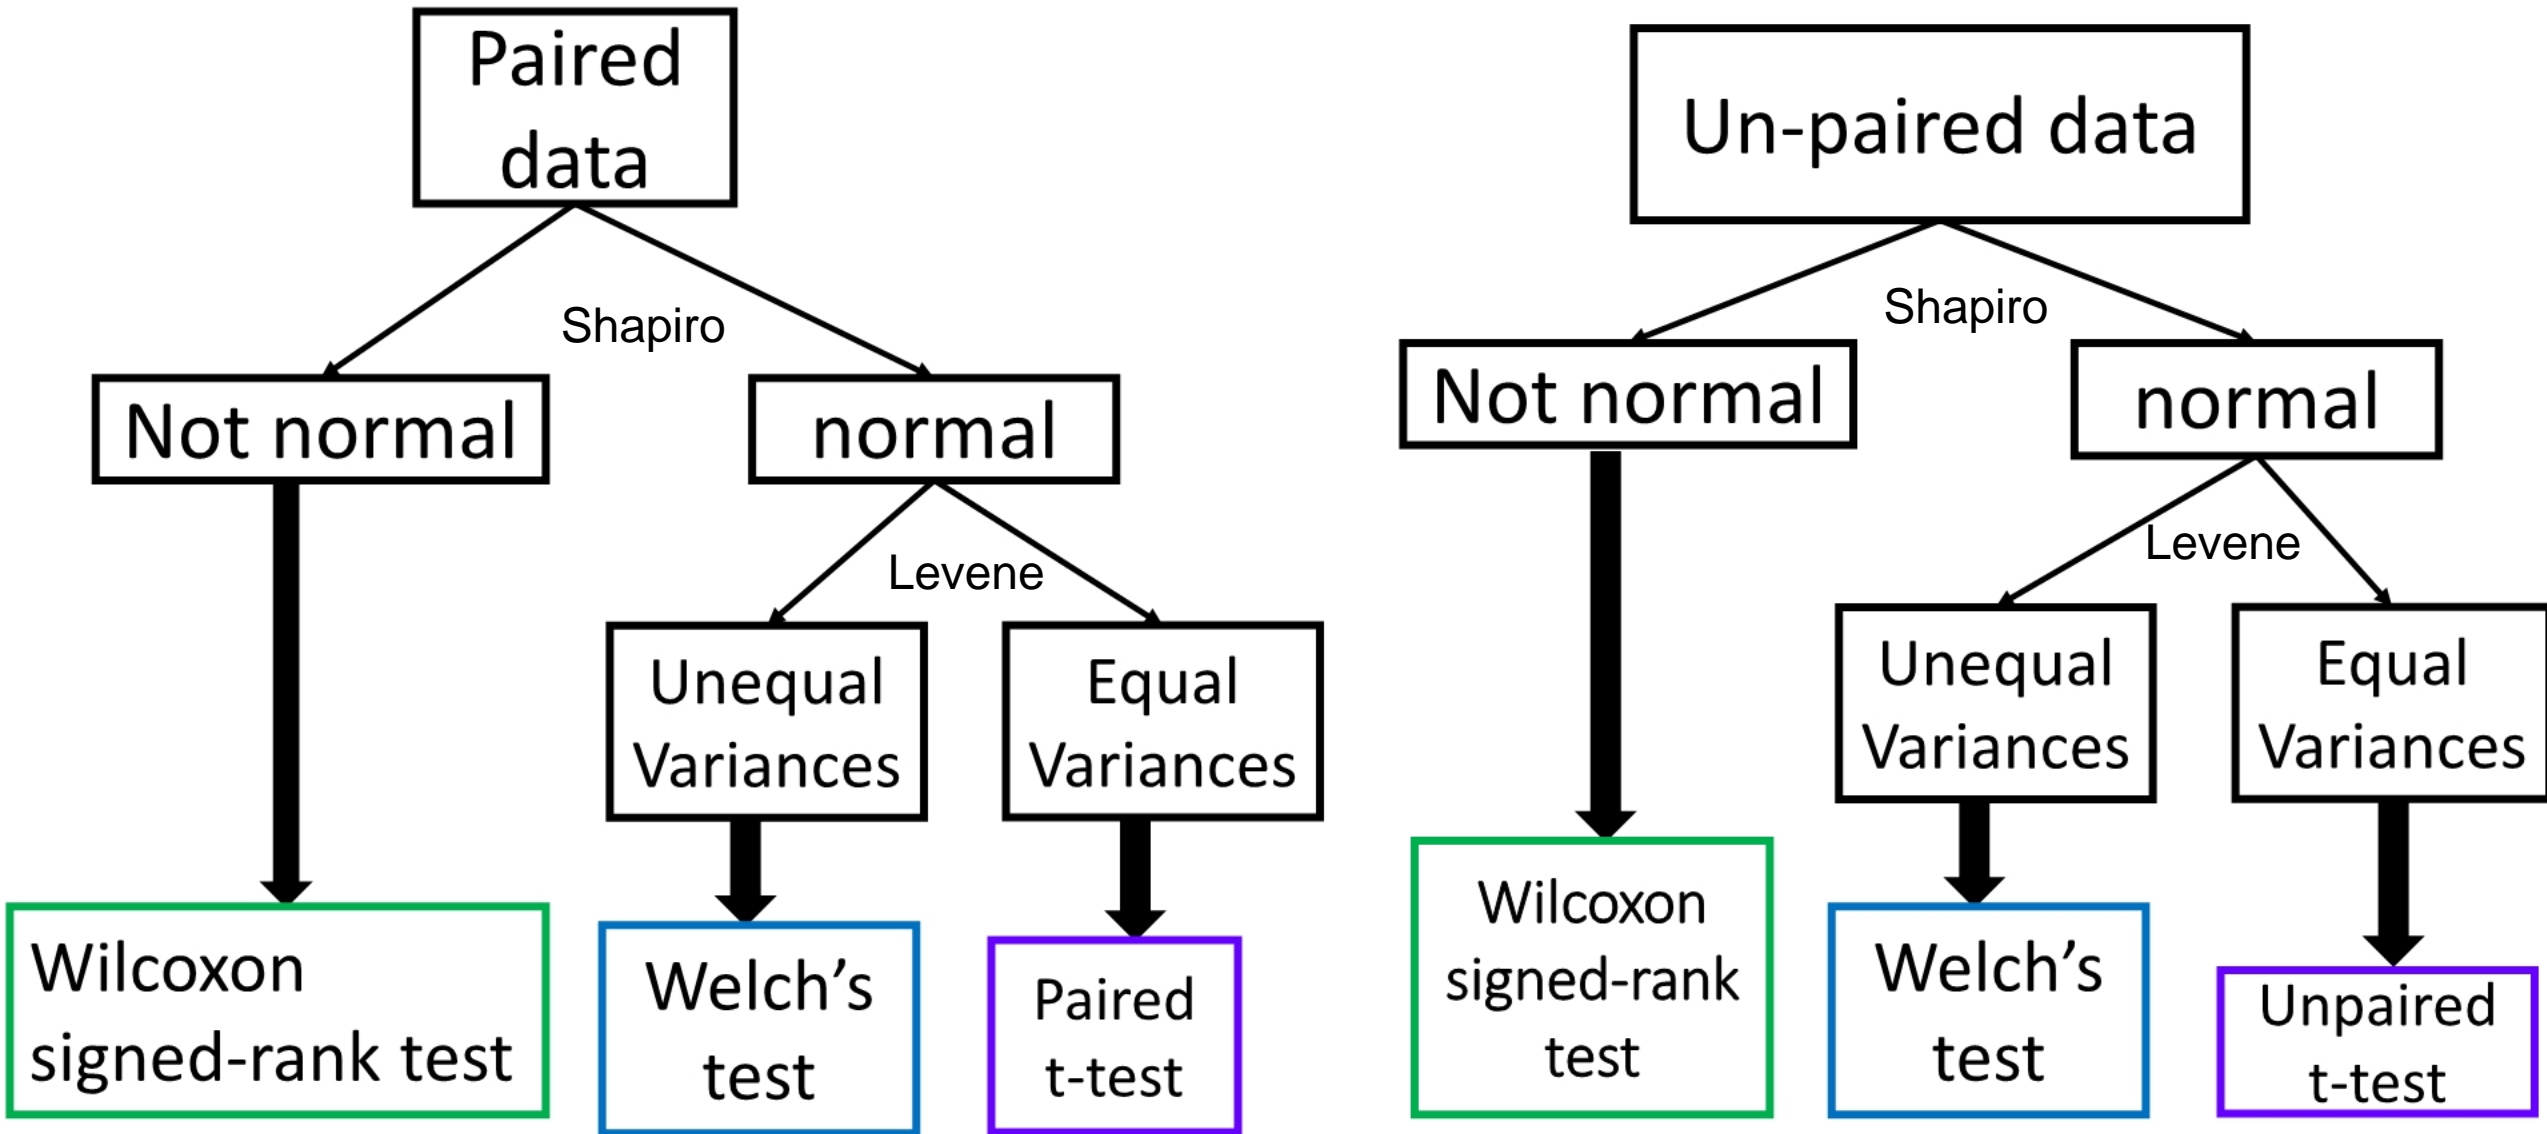 Paired
data
Shapiro
Not normal
normal
Levene
Unequal
Variances
Equal
Variances
Wilcoxon
signed-rank test
Welch’s
test
Paired
t-test
Un-paired data
Shapiro
Not normal
normal
Levene
Unequal
Variances
Equal
Variances
Wilcoxon
signed-rank
test
Welch’s
test
Unpaired
t-test